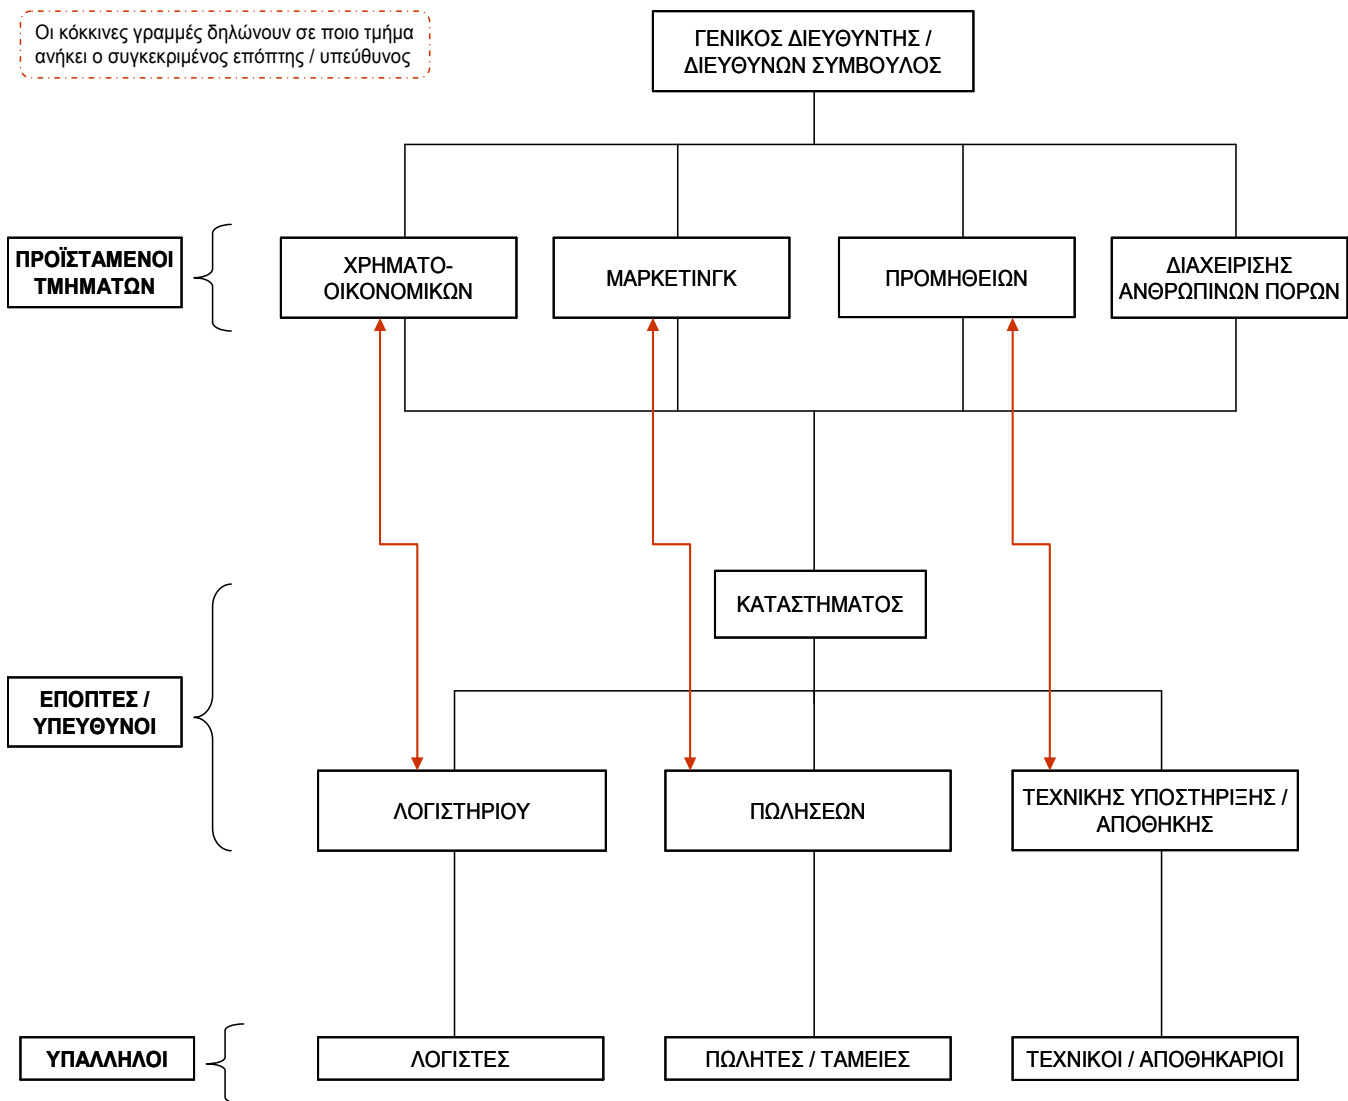 Οι κόκκινες γραμμές δηλώνουν σε ποιο τμήμα
ανήκει ο συγκεκριμένος επόπτης / υπεύθυνος
ΓΕΝΙΚΟΣ ΔΙΕΥΘΥΝΤΗΣ /
ΔΙΕΥΘΥΝΩΝ ΣΥΜΒΟΥΛΟΣ
ΠΡΟΪΣΤΑΜΕΝΟΙ
ΤΜΗΜΑΤΩΝ
ΧΡΗΜΑΤΟ-
ΟΙΚΟΝΟΜΙΚΩΝ
ΜΑΡΚΕΤΙΝΓΚ
ΠΡΟΜΗΘΕΙΩΝ
ΔΙΑΧΕΙΡΙΣΗΣ
ΑΝΘΡΩΠΙΝΩΝ ΠΟΡΩΝ
ΚΑΤΑΣΤΗΜΑΤΟΣ
ΕΠΟΠΤΕΣ /
ΥΠΕΥΘΥΝΟΙ
ΛΟΓΙΣΤΗΡΙΟΥ
ΠΩΛΗΣΕΩΝ
ΤΕΧΝΙΚΗΣ ΥΠΟΣΤΗΡΙΞΗΣ /
ΑΠΟΘΗΚΗΣ
ΥΠΑΛΛΗΛΟΙ
ΛΟΓΙΣΤΕΣ
ΠΩΛΗΤΕΣ / ΤΑΜΕΙΕΣ
ΤΕΧΝΙΚΟΙ / ΑΠΟΘΗΚΑΡΙΟΙ